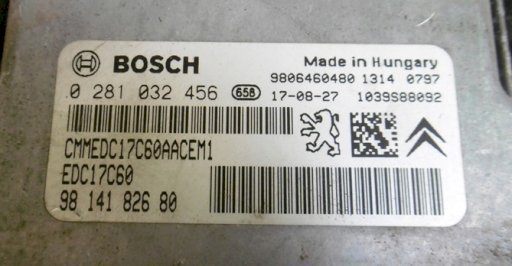 BOSCH
Made in Hungary
9806460480 1314 0797
0 281 032 456 658 17-08-27 1039S88092
CMMEDC17C60AACEM1
EDC17C60
98 141 826 80